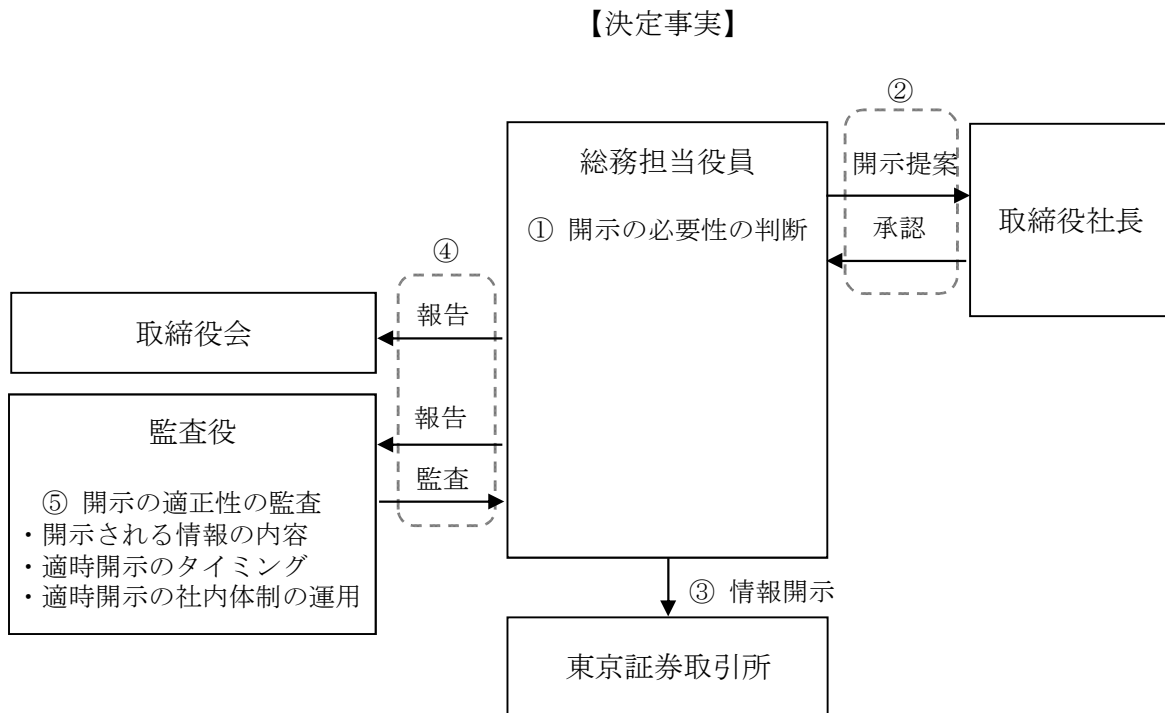 【決定事実】
②
総務担当役員
開示提案
① 開示の必要性の判断
承認
取締役社長
④
報告
取締役会
報告
監査役
監査
⑤ 開示の適正性の監査
・開示される情報の内容
・適時開示のタイミング
・適時開示の社内体制の運用
③ 情報開示
東京証券取引所